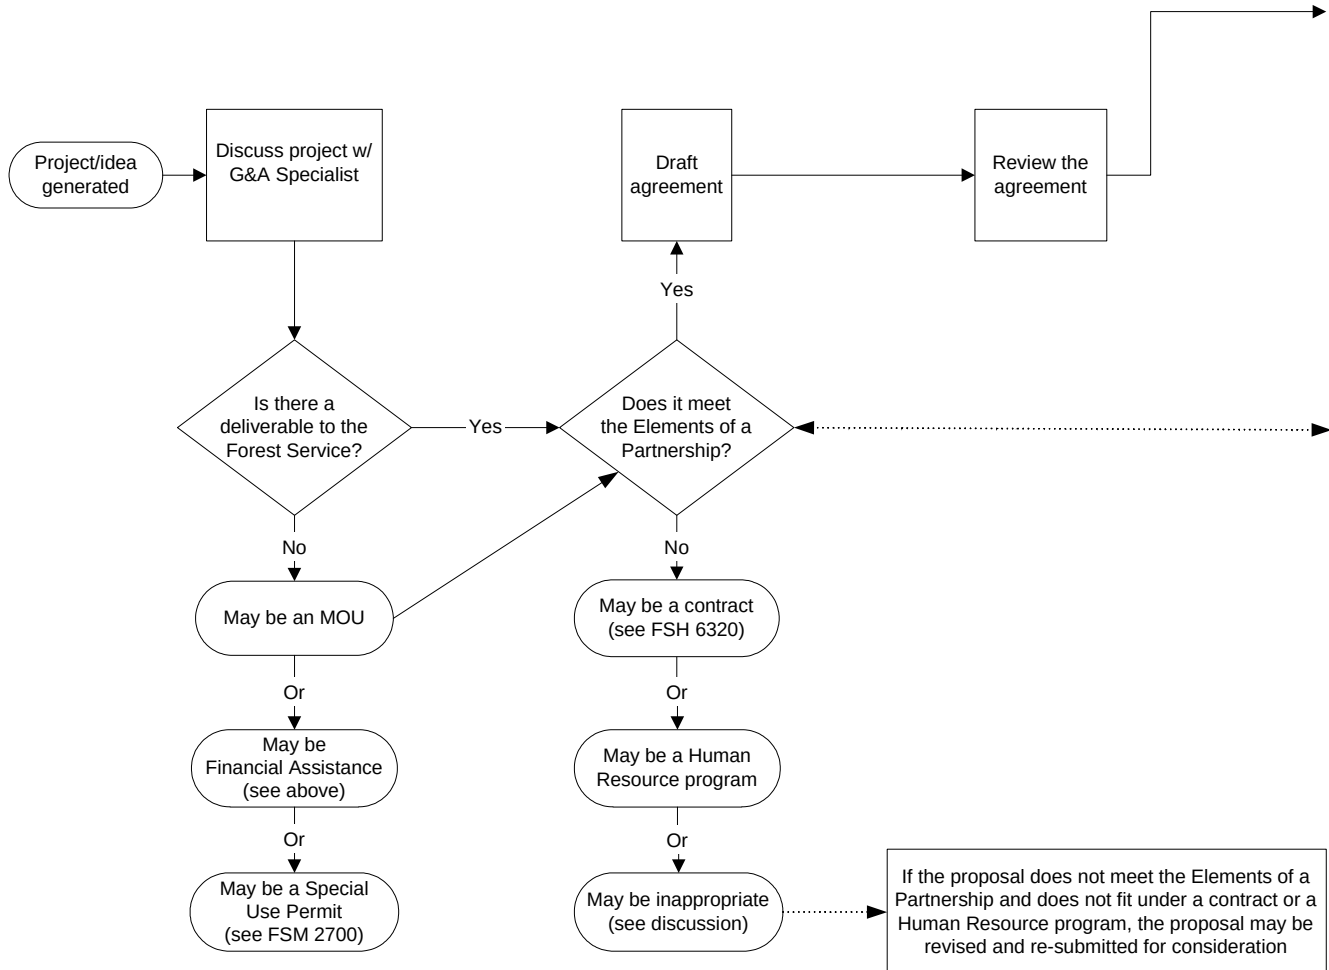 Project/idea
generated
Discuss project w/
G&A Specialist
Draft
agreement
Review the
agreement
Yes
Is there a
deliverable to the
Forest Service?
Yes
Does it meet
the Elements of a
Partnership?
No
No
May be an MOU
May be a contract
(see FSH 6320)
Or
Or
May be
Financial Assistance
(see above)
May be a Human
Resource program
Or
Or
May be a Special
Use Permit
(see FSM 2700)
May be inappropriate
(see discussion)
If the proposal does not meet the Elements of a
Partnership and does not fit under a contract or a
Human Resource program, the proposal may be
revised and re-submitted for consideration